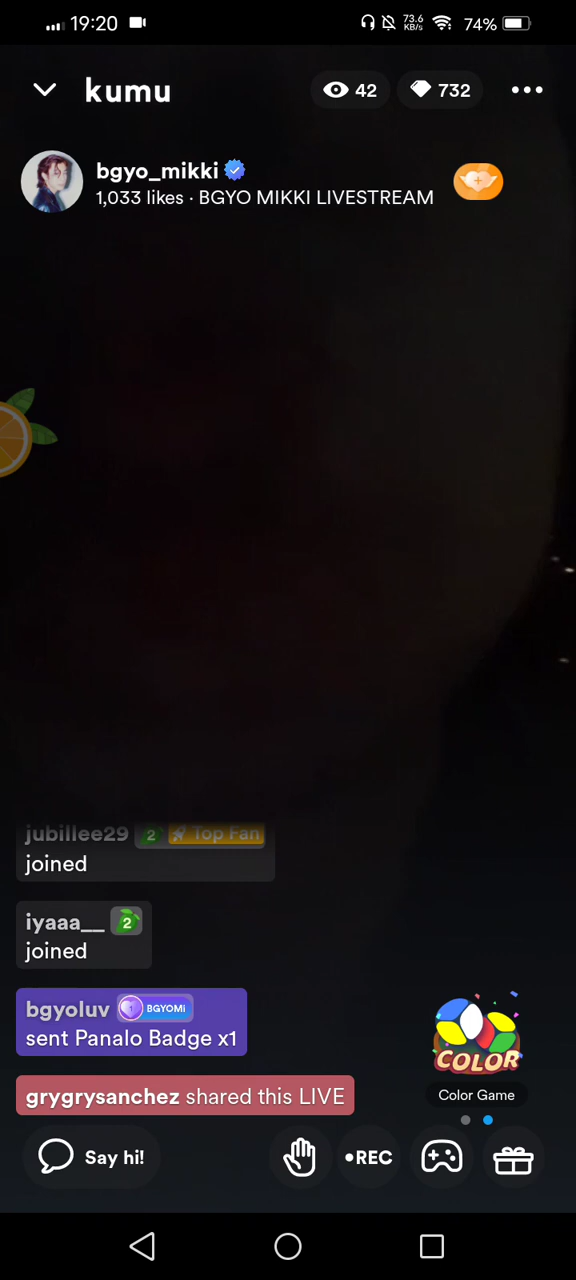 19:20
73.6
KB/s
74%
kumu
42
732
bgyo_mikki
1,033 likes · BGYO MIKKI LIVESTREAM
jubillee29 2 Top Fan
joined
iyaaa__ 2
joined
bgyoluv 1 BGYOMi
sent Panalo Badge x1
grygrysanchez shared this LIVE
COLOR
Color Game
Say hi!
•REC